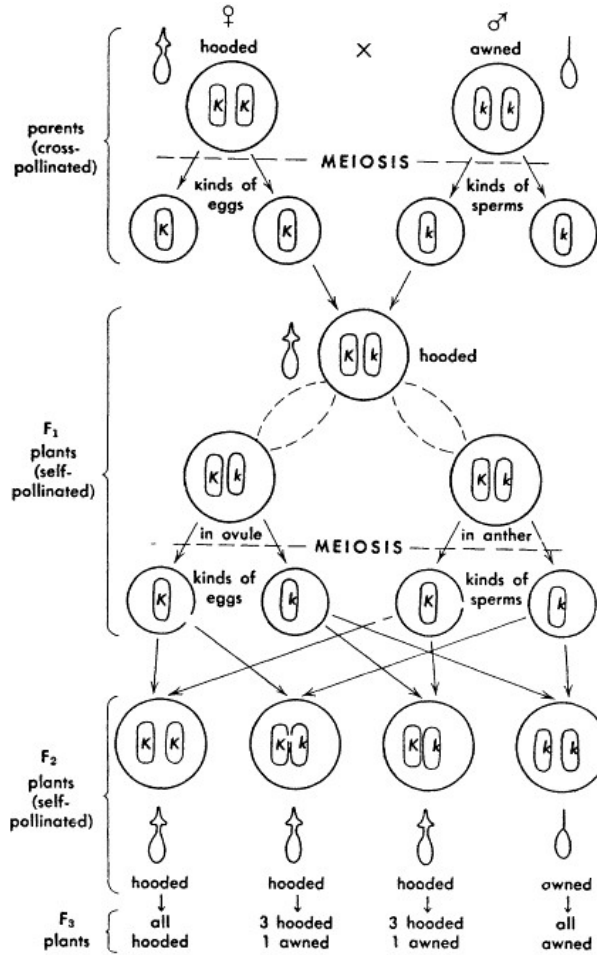 ♀ ♂
hooded × awned
K K k k
parents
(cross-
pollinated)
MEIOSIS
kinds of
eggs
kinds of
sperms
K K k k
K k hooded
F₁
plants
(self-
pollinated)
K k K k
in ovule in anther
MEIOSIS
kinds of
eggs
kinds of
sperms
K k K k
F₂
plants
(self-
pollinated)
K K K k K k k k
hooded hooded hooded awned
F₃
plants
all
hooded
3 hooded
1 awned
3 hooded
1 awned
all
awned